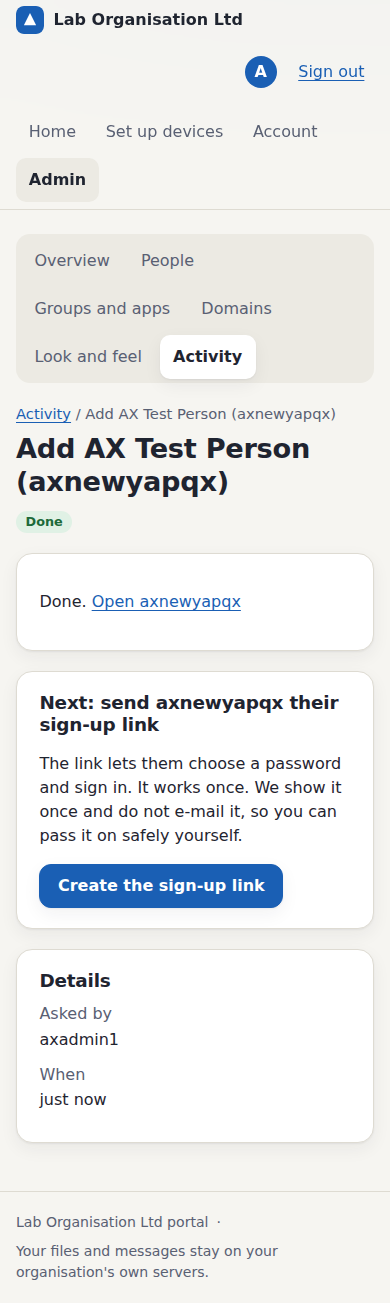 Lab Organisation Ltd
A Sign out
Home Set up devices Account
Admin
Overview People
Groups and apps Domains
Look and feel Activity
Activity / Add AX Test Person (axnewyapqx)
Add AX Test Person
(axnewyapqx)
Done
Done. Open axnewyapqx
Next: send axnewyapqx their
sign-up link
The link lets them choose a password
and sign in. It works once. We show it
once and do not e-mail it, so you can
pass it on safely yourself.
Create the sign-up link
Details
Asked by
axadmin1
When
just now
Lab Organisation Ltd portal ·
Your files and messages stay on your
organisation's own servers.